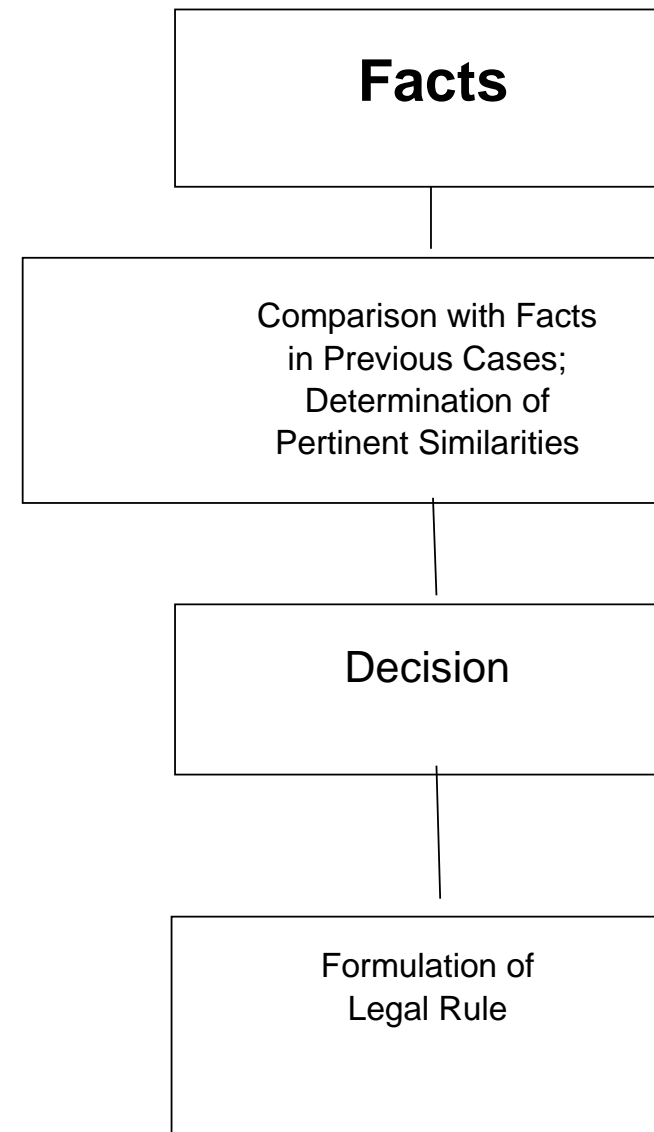 Facts
Comparison with Facts
in Previous Cases;
Determination of
Pertinent Similarities
Decision
Formulation of
Legal Rule